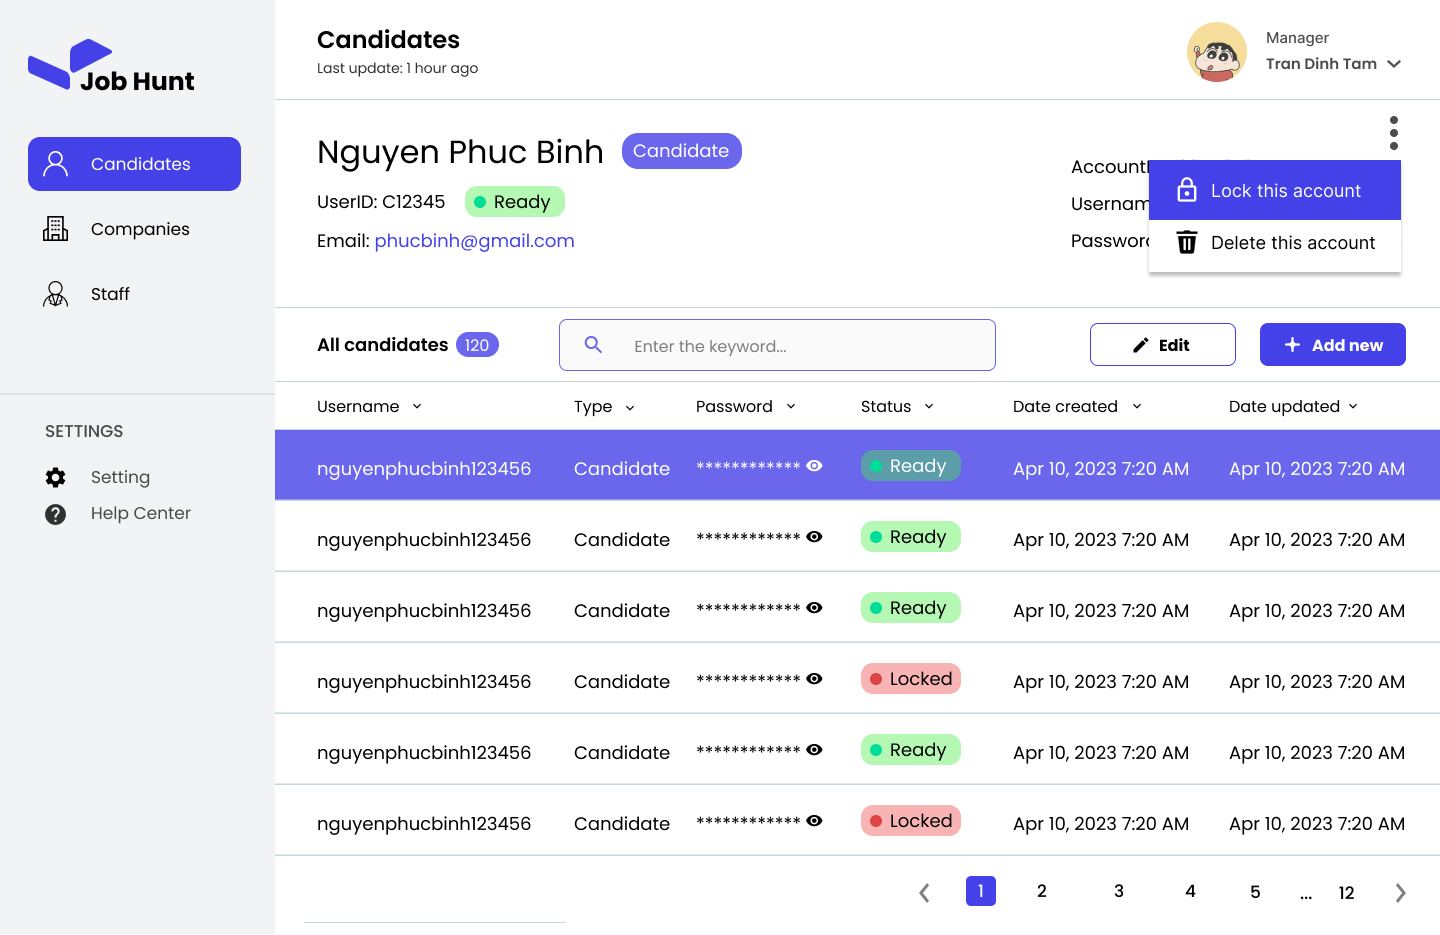 Job Hunt
Candidates
Companies
Staff
SETTINGS
Setting
Help Center
Candidates
Last update: 1 hour ago
Manager
Tran Dinh Tam
Nguyen Phuc Binh Candidate
UserID: C12345 Ready
Email: phucbinh@gmail.com
Lock this account
Delete this account
All candidates 120
Enter the keyword...
Edit
Add new
Username Type Password Status Date created Date updated
nguyenphucbinh123456 Candidate ************ Ready Apr 10, 2023 7:20 AM Apr 10, 2023 7:20 AM
nguyenphucbinh123456 Candidate ************ Ready Apr 10, 2023 7:20 AM Apr 10, 2023 7:20 AM
nguyenphucbinh123456 Candidate ************ Ready Apr 10, 2023 7:20 AM Apr 10, 2023 7:20 AM
nguyenphucbinh123456 Candidate ************ Locked Apr 10, 2023 7:20 AM Apr 10, 2023 7:20 AM
nguyenphucbinh123456 Candidate ************ Ready Apr 10, 2023 7:20 AM Apr 10, 2023 7:20 AM
nguyenphucbinh123456 Candidate ************ Locked Apr 10, 2023 7:20 AM Apr 10, 2023 7:20 AM
1 2 3 4 5 ... 12